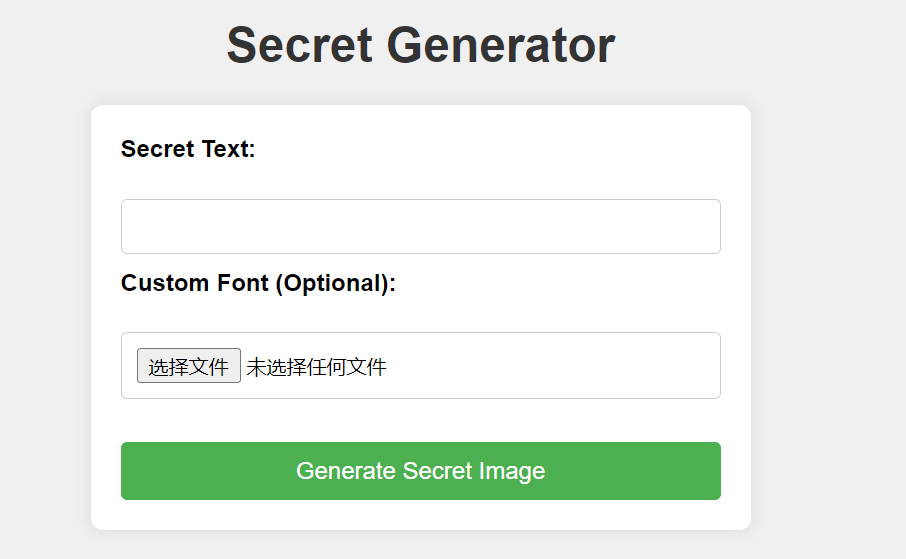 Secret Generator
Secret Text:
Custom Font (Optional):
选择文件 未选择任何文件
Generate Secret Image